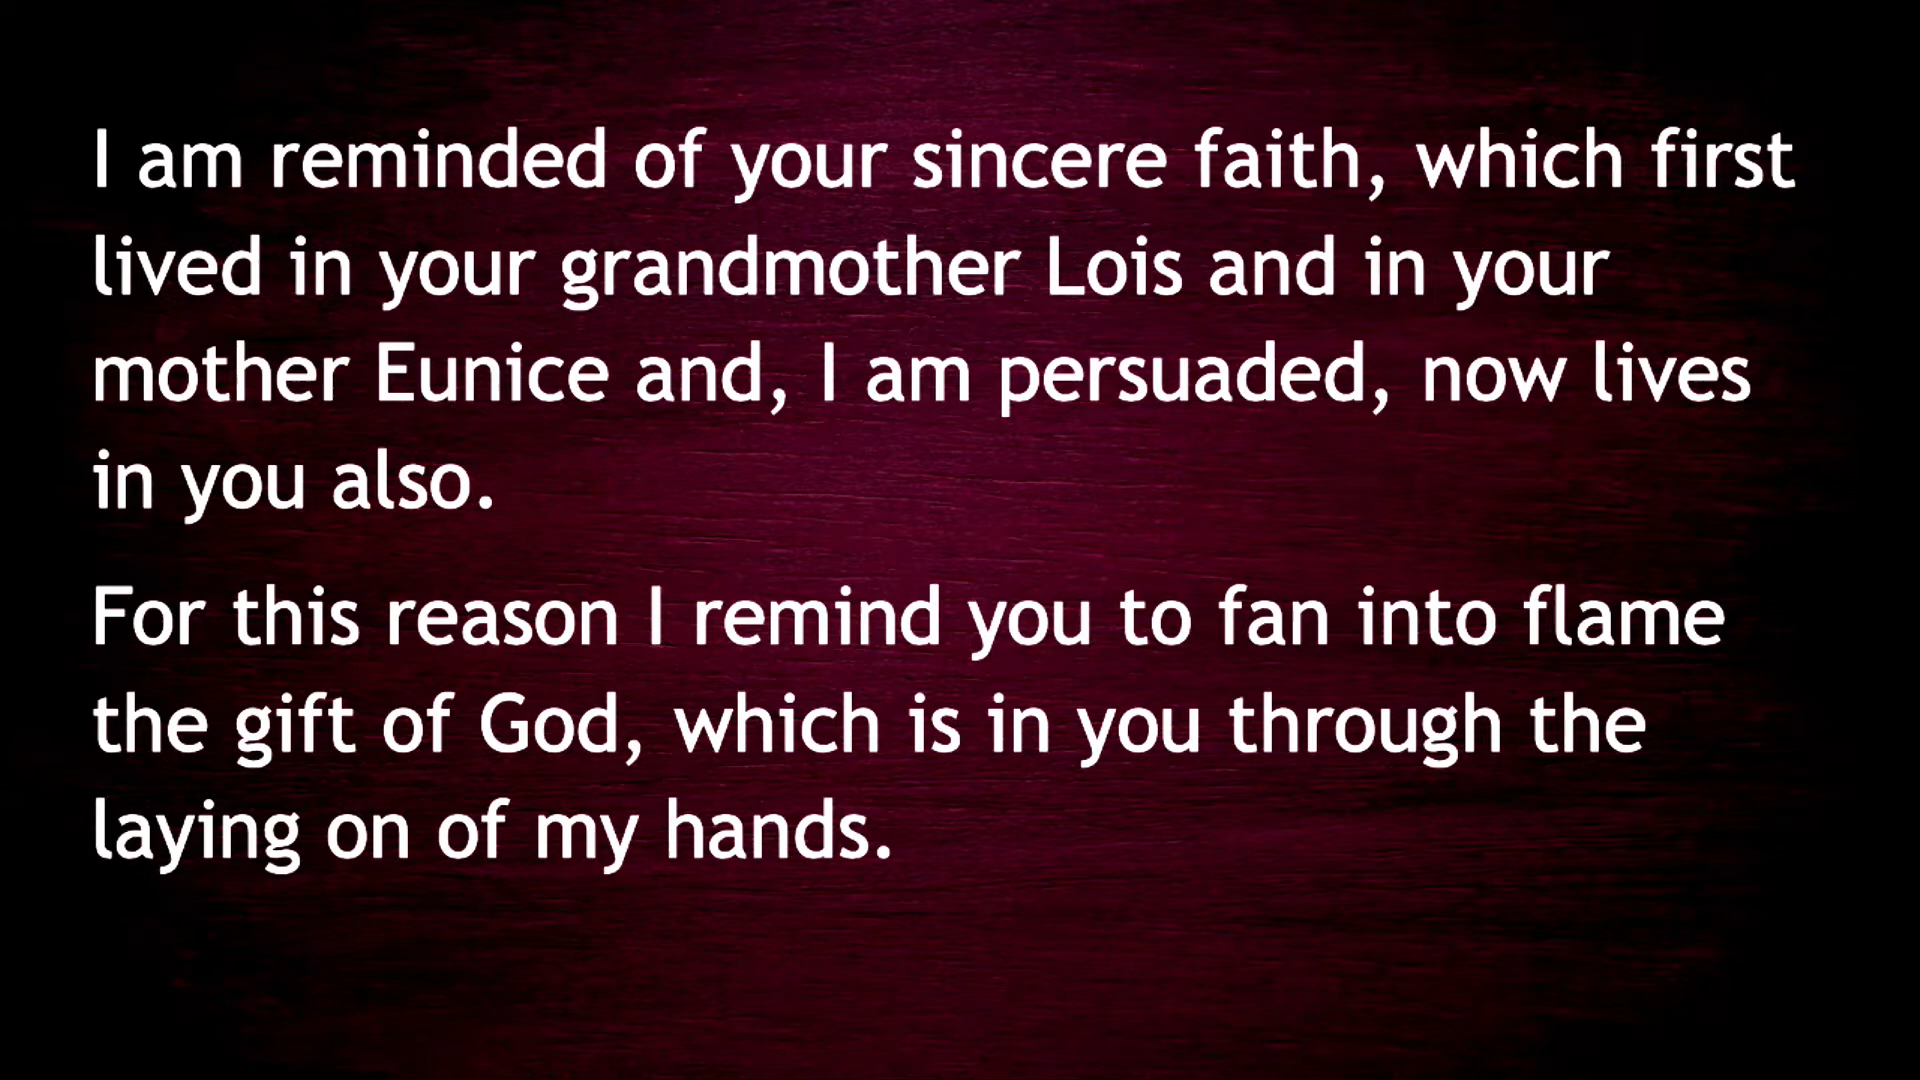 I am reminded of your sincere faith, which first
lived in your grandmother Lois and in your
mother Eunice and, I am persuaded, now lives
in you also.
For this reason I remind you to fan into flame
the gift of God, which is in you through the
laying on of my hands.